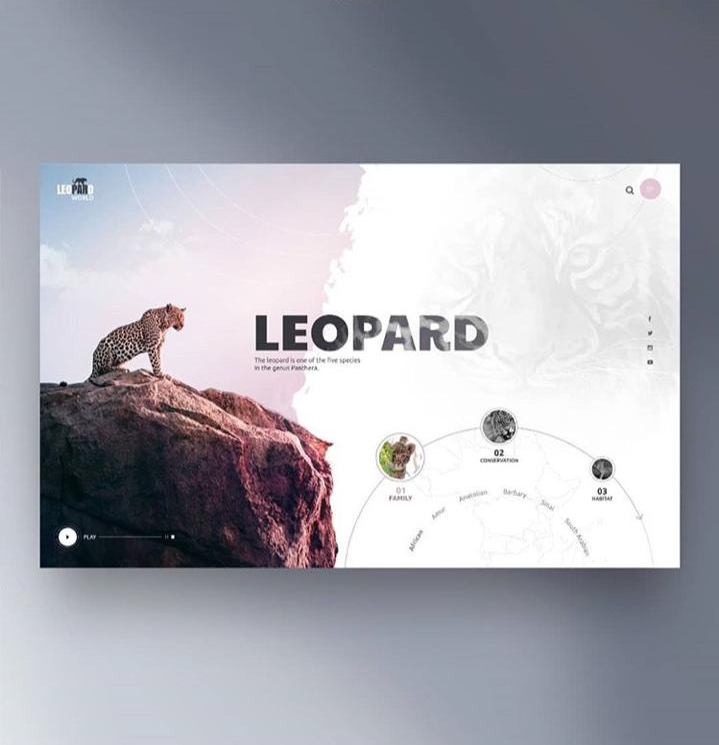 LEOPARD
WORLD
LEOPARD
The leopard is one of the five species
in the genus Panthera.
01
FAMILY
02
CONSERVATION
03
HABITAT
African
Amur
Anatolian
Barbary
Sinai
South Arabian
PLAY